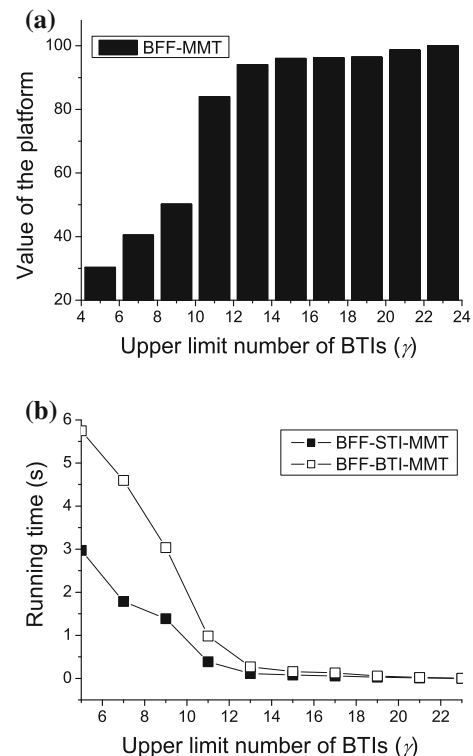 (a)
BFF-MMT
Value of the platform
100
80
60
40
20
4 6 8 10 12 14 16 18 20 22 24
Upper limit number of BTIs (γ)
(b)
BFF-STI-MMT
BFF-BTI-MMT
Running time (s)
6
5
4
3
2
1
0
6 8 10 12 14 16 18 20 22
Upper limit number of BTIs (γ)